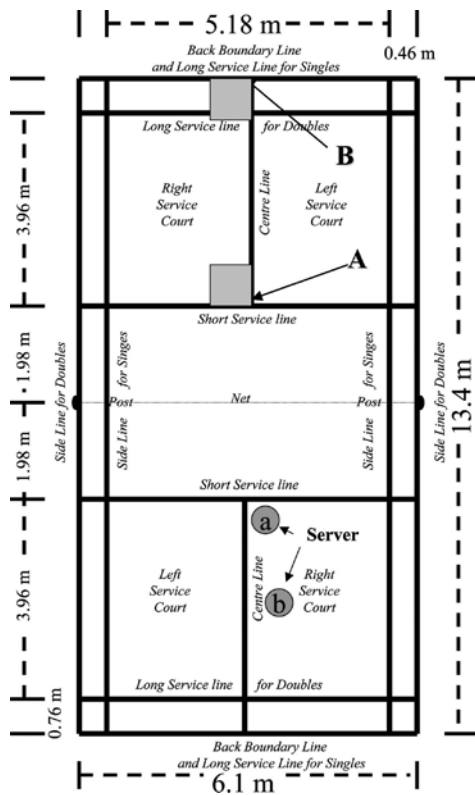 5.18 m
0.46 m
Back Boundary Line
and Long Service Line for Singles
Long Service line for Doubles
B
3.96 m
Right
Service
Court
Centre Line
Left
Service
Court
A
Short Service line
1.98 m
1.98 m
Side Line for Doubles
Side Line for Singes
Post
Net
Post
Side Line for Singes
Side Line for Doubles
13.4 m
Short Service line
a
Server
b
3.96 m
Left
Service
Court
Centre Line
Right
Service
Court
Long Service line for Doubles
0.76 m
Back Boundary Line
and Long Service Line for Singles
6.1 m